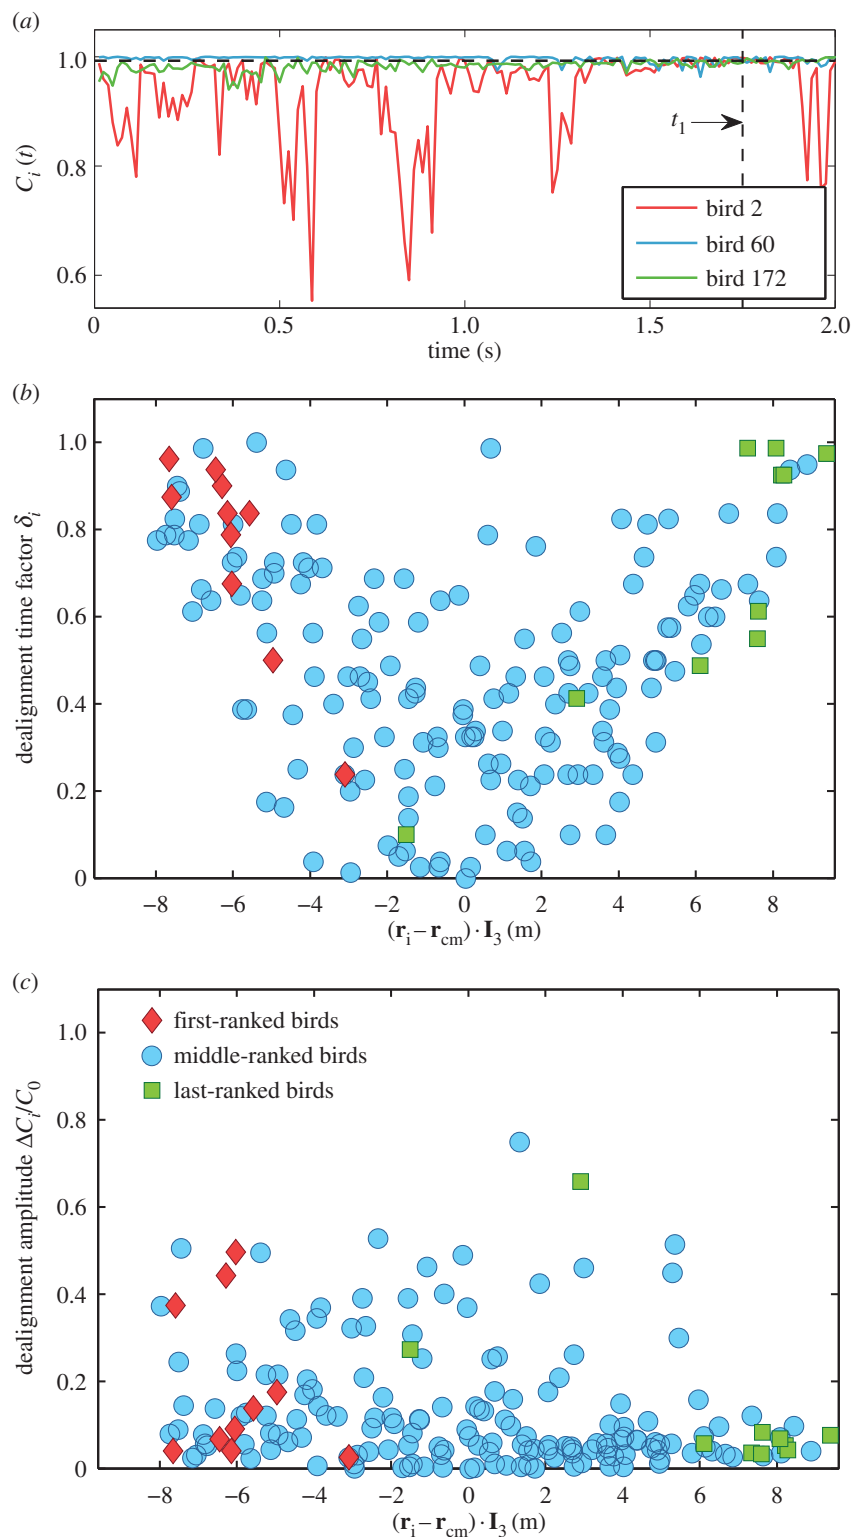 (a)
1.0
0.8
0.6
C_i (t)
t_1
bird 2
bird 60
bird 172
0 0.5 1.0 1.5 2.0
time (s)
(b)
1.0
0.8
0.6
0.4
0.2
0
dealignment time factor δ_i
−8 −6 −4 −2 0 2 4 6 8
(r_i – r_cm) · I_3 (m)
(c)
first-ranked birds
middle-ranked birds
last-ranked birds
1.0
0.8
0.6
0.4
0.2
0
dealignment amplitude ΔC_i/C_0
−8 −6 −4 −2 0 2 4 6 8
(r_i – r_cm) · I_3 (m)